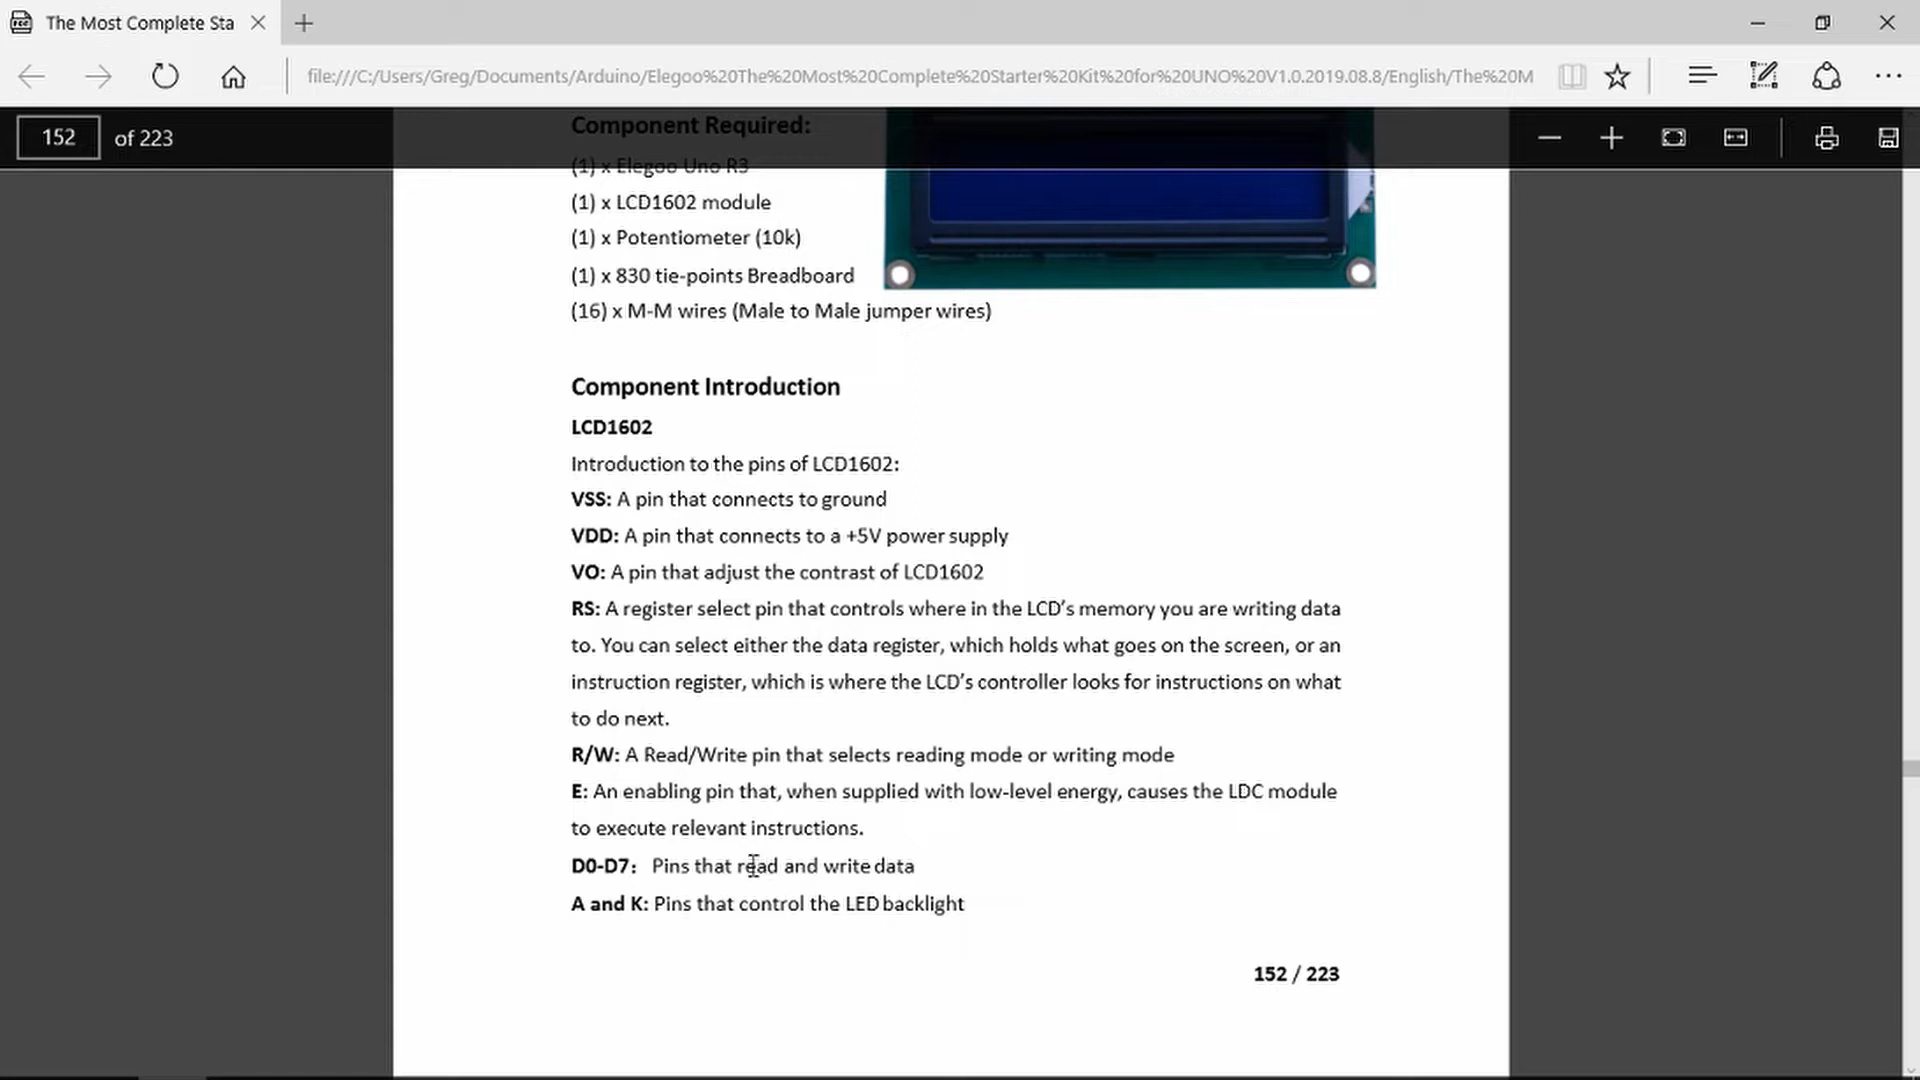 The Most Complete Sta
file:///C:/Users/Greg/Documents/Arduino/Elegoo%20The%20Most%20Complete%20Starter%20Kit%20for%20UNO%20V1.0.2019.08.8/English/The%20M
152 of 223
Component Required:
(1) x Elegoo Uno R3
(1) x LCD1602 module
(1) x Potentiometer (10k)
(1) x 830 tie-points Breadboard
(16) x M-M wires (Male to Male jumper wires)
Component Introduction
LCD1602
Introduction to the pins of LCD1602:
VSS: A pin that connects to ground
VDD: A pin that connects to a +5V power supply
VO: A pin that adjust the contrast of LCD1602
RS: A register select pin that controls where in the LCD’s memory you are writing data
to. You can select either the data register, which holds what goes on the screen, or an
instruction register, which is where the LCD’s controller looks for instructions on what
to do next.
R/W: A Read/Write pin that selects reading mode or writing mode
E: An enabling pin that, when supplied with low-level energy, causes the LDC module
to execute relevant instructions.
D0-D7: Pins that read and write data
A and K: Pins that control the LED backlight
152 / 223